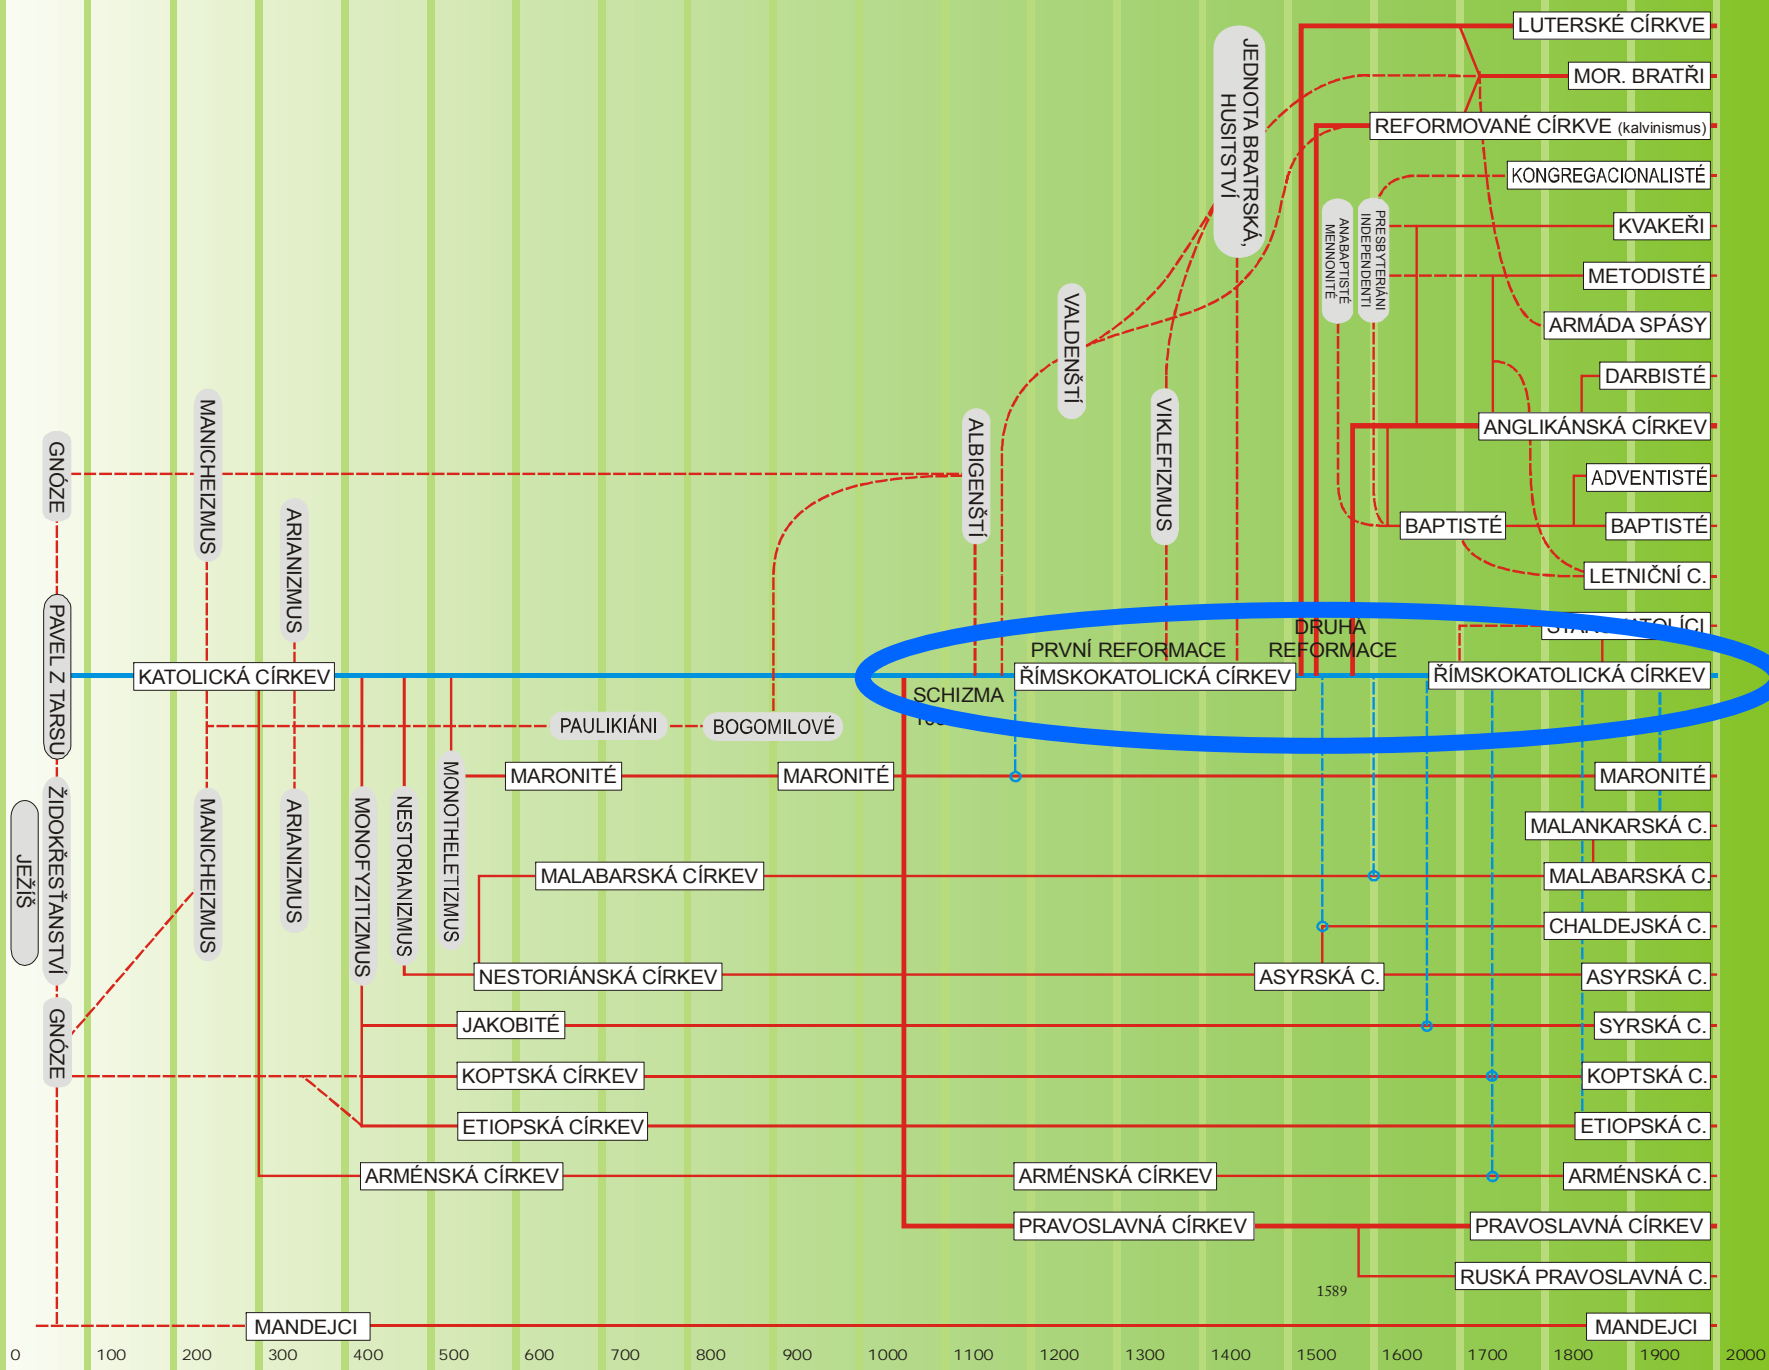 LUTERSKÉ CÍRKVE
MOR. BRATŘI
REFORMOVANÉ CÍRKVE (kalvinismus)
KONGREGACIONALISTÉ
KVAKEŘI
METODISTÉ
ARMÁDA SPÁSY
DARBISTÉ
ANGLIKÁNSKÁ CÍRKEV
ADVENTISTÉ
BAPTISTÉ
BAPTISTÉ
LETNIČNÍ C.
JEDNOTA BRATRSKÁ,
HUSITSTVÍ
ANABAPTISTÉ
MENNONITÉ
PRESBYTERIÁNI
INDEPENDENTI
VALDENŠTÍ
VIKLEFIZMUS
ALBIGENŠTÍ
MANICHEIZMUS
GNÓZE
ARIANIZMUS
PAVEL Z TARSU
KATOLICKÁ CÍRKEV
PRVNÍ REFORMACE
DRUHÁ
REFORMACE
ŘÍMSKOKATOLICKÁ CÍRKEV
ŘÍMSKOKATOLICKÁ CÍRKEV
SCHIZMA
PAULIKIÁNI
BOGOMILOVÉ
JEŽÍŠ
ŽIDOKŘESŤANSTVÍ
GNÓZE
MANICHEIZMUS
ARIANIZMUS
MONOFYZITIZMUS
NESTORIANIZMUS
MONOTHELETIZMUS
MARONITÉ
MARONITÉ
MARONITÉ
MALANKARSKÁ C.
MALABARSKÁ CÍRKEV
MALABARSKÁ C.
CHALDEJSKÁ C.
NESTORIÁNSKÁ CÍRKEV
ASYRSKÁ C.
ASYRSKÁ C.
JAKOBITÉ
SYRSKÁ C.
KOPTSKÁ CÍRKEV
KOPTSKÁ C.
ETIOPSKÁ CÍRKEV
ETIOPSKÁ C.
ARMÉNSKÁ CÍRKEV
ARMÉNSKÁ CÍRKEV
ARMÉNSKÁ C.
PRAVOSLAVNÁ CÍRKEV
PRAVOSLAVNÁ CÍRKEV
RUSKÁ PRAVOSLAVNÁ C.
1589
MANDEJCI
MANDEJCI
0 100 200 300 400 500 600 700 800 900 1000 1100 1200 1300 1400 1500 1600 1700 1800 1900 2000